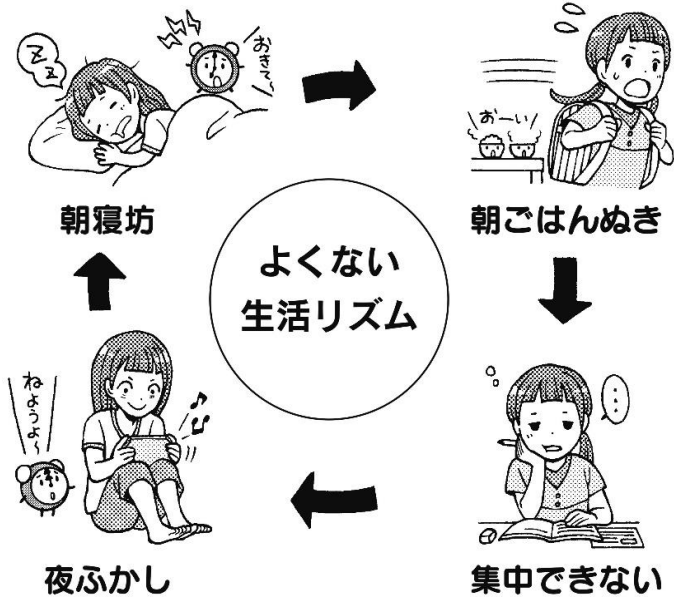 ZZ
おきて
朝寝坊
おーい
朝ごはんぬき
よくない
生活リズム
ねようよ～
夜ふかし
…
集中できない